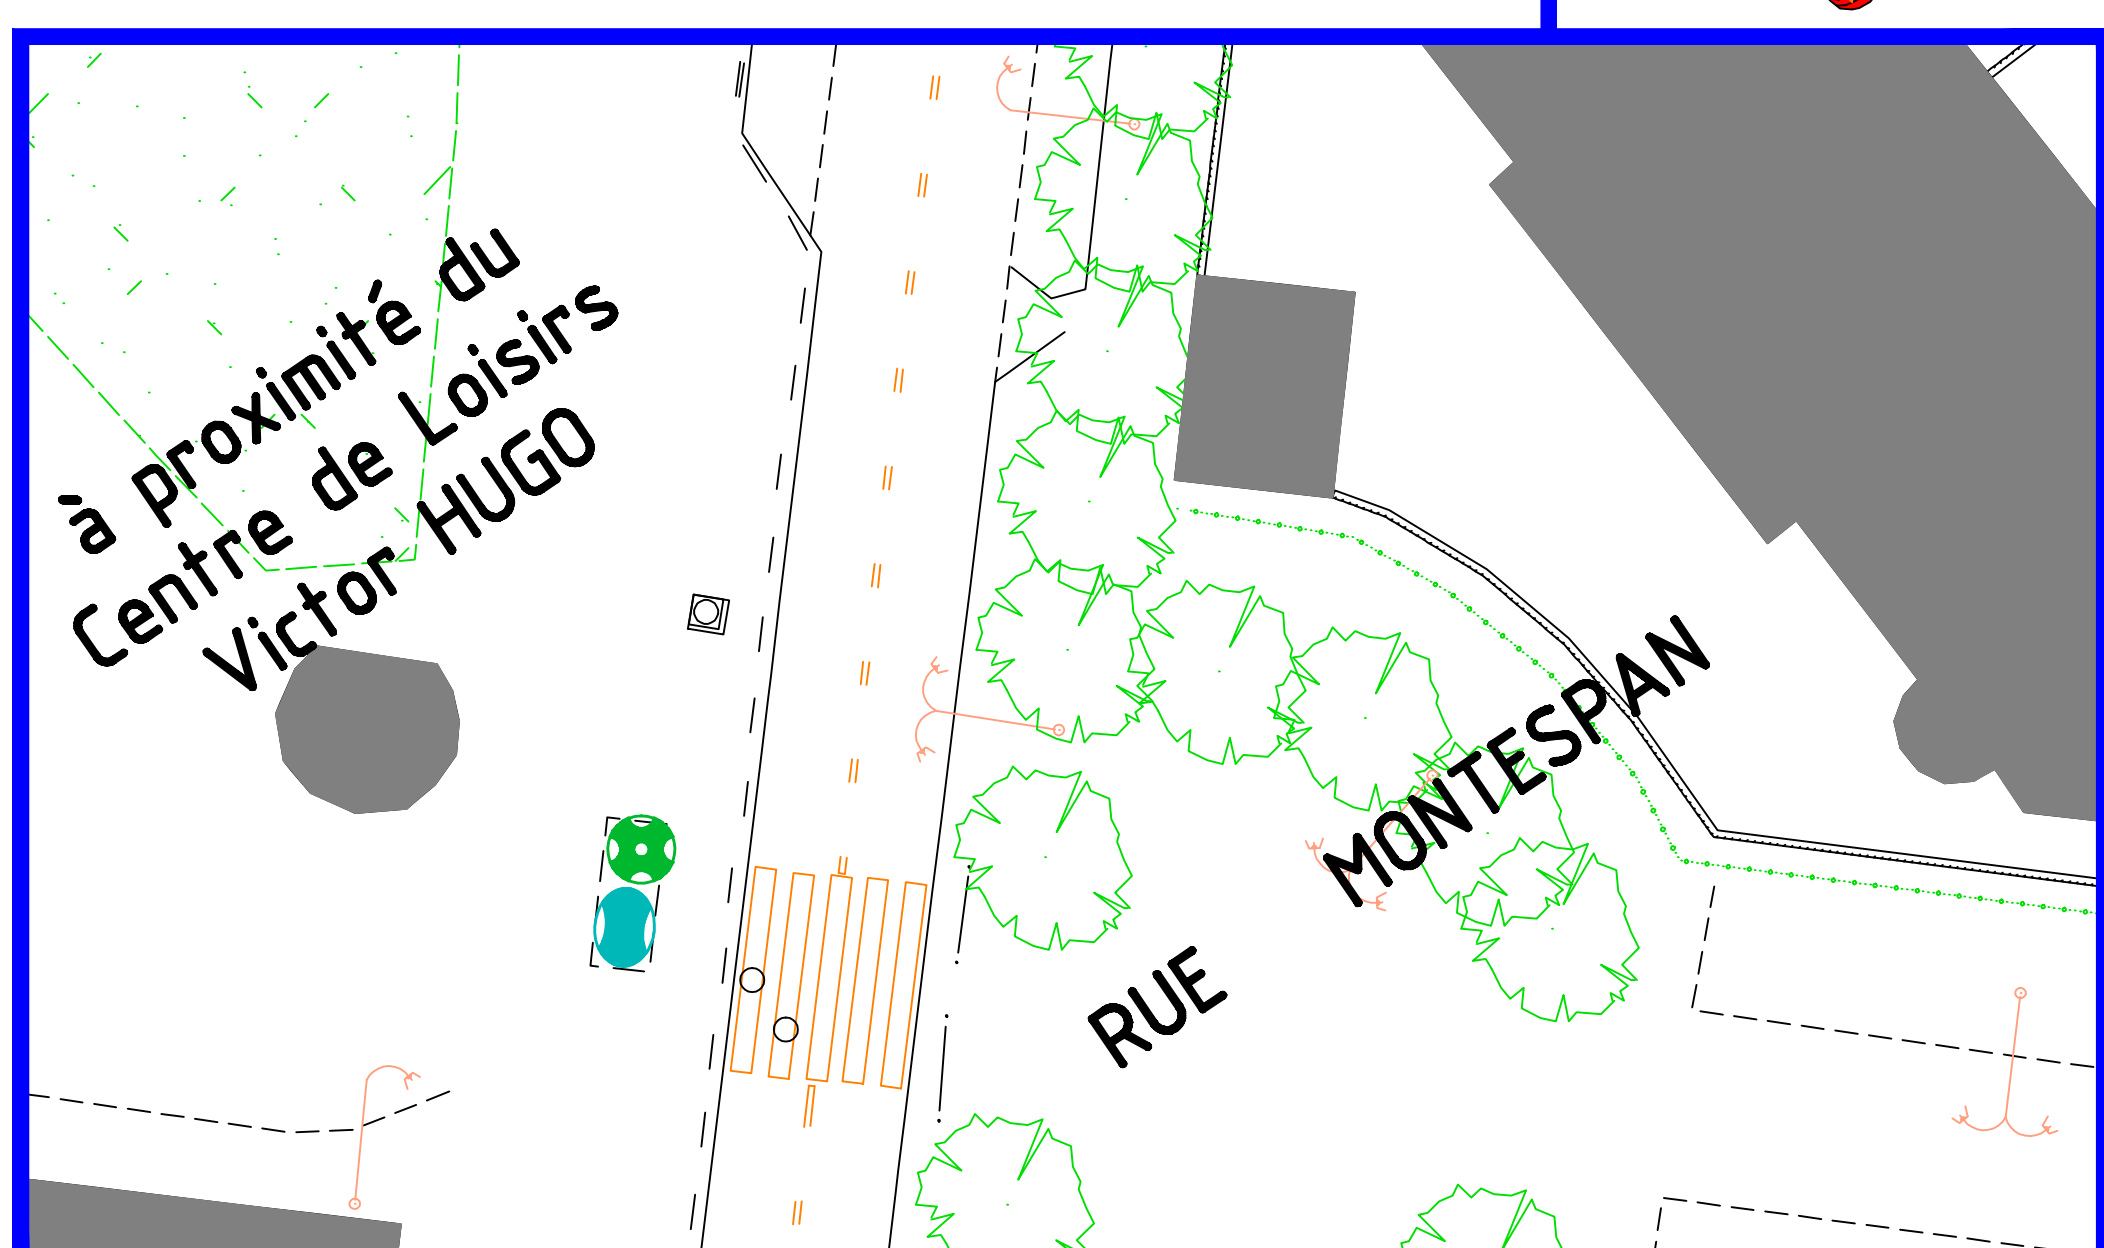 à proximité du
Centre de Loisirs
Victor HUGO
RUE MONTESPAN